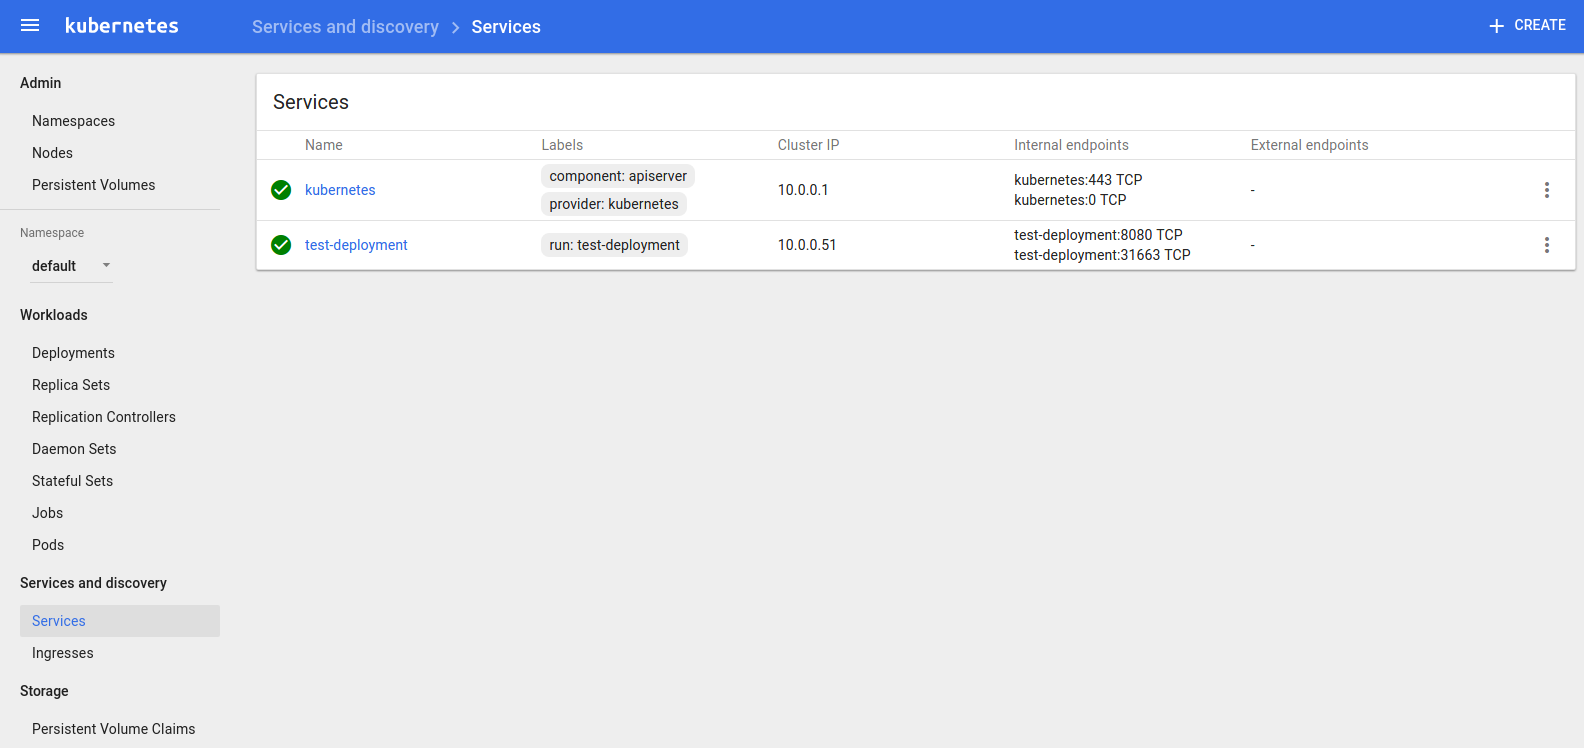 kubernetes
Services and discovery > Services
CREATE
Admin
Namespaces
Nodes
Persistent Volumes
Namespace
default
Workloads
Deployments
Replica Sets
Replication Controllers
Daemon Sets
Stateful Sets
Jobs
Pods
Services and discovery
Services
Ingresses
Storage
Persistent Volume Claims
Services
Name Labels Cluster IP Internal endpoints External endpoints
kubernetes
component: apiserver
provider: kubernetes
10.0.0.1
kubernetes:443 TCP
kubernetes:0 TCP
-
test-deployment
run: test-deployment
10.0.0.51
test-deployment:8080 TCP
test-deployment:31663 TCP
-